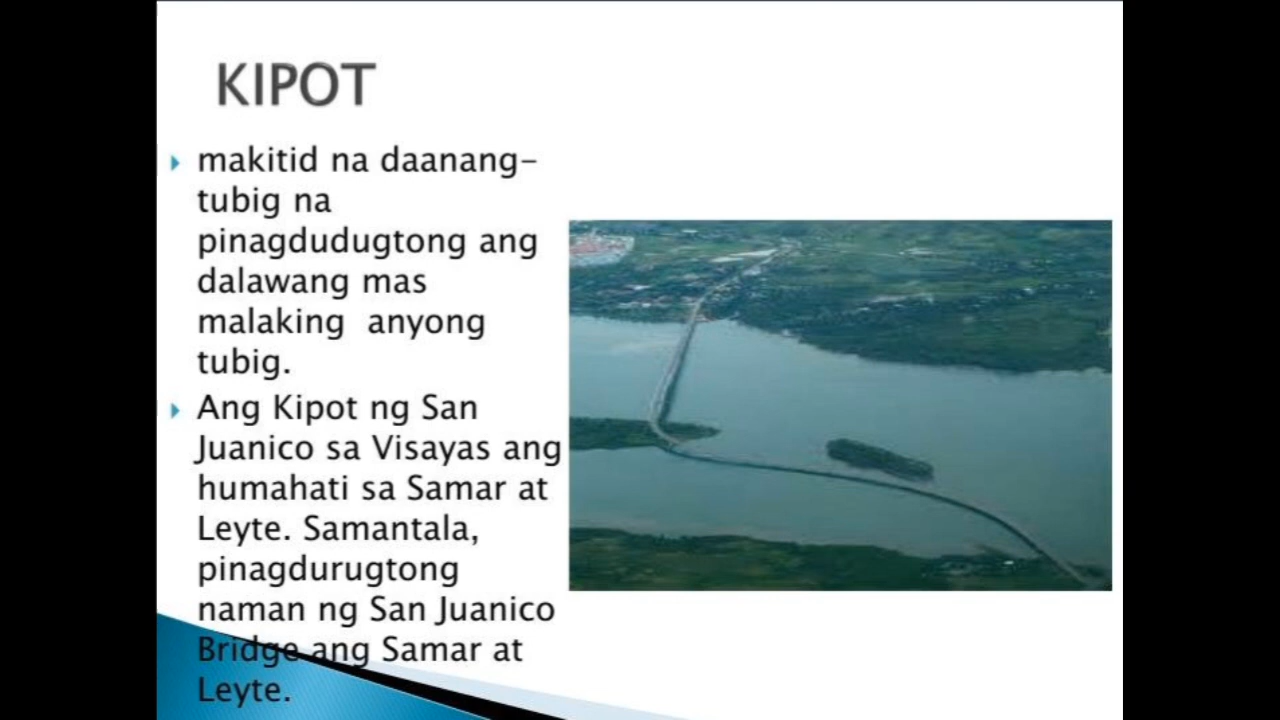 KIPOT
makitid na daanang-
tubig na
pinagdudugtong ang
dalawang mas
malaking anyong
tubig.
Ang Kipot ng San
Juanico sa Visayas ang
humahati sa Samar at
Leyte. Samantala,
pinagdurugtong
naman ng San Juanico
Bridge ang Samar at
Leyte.